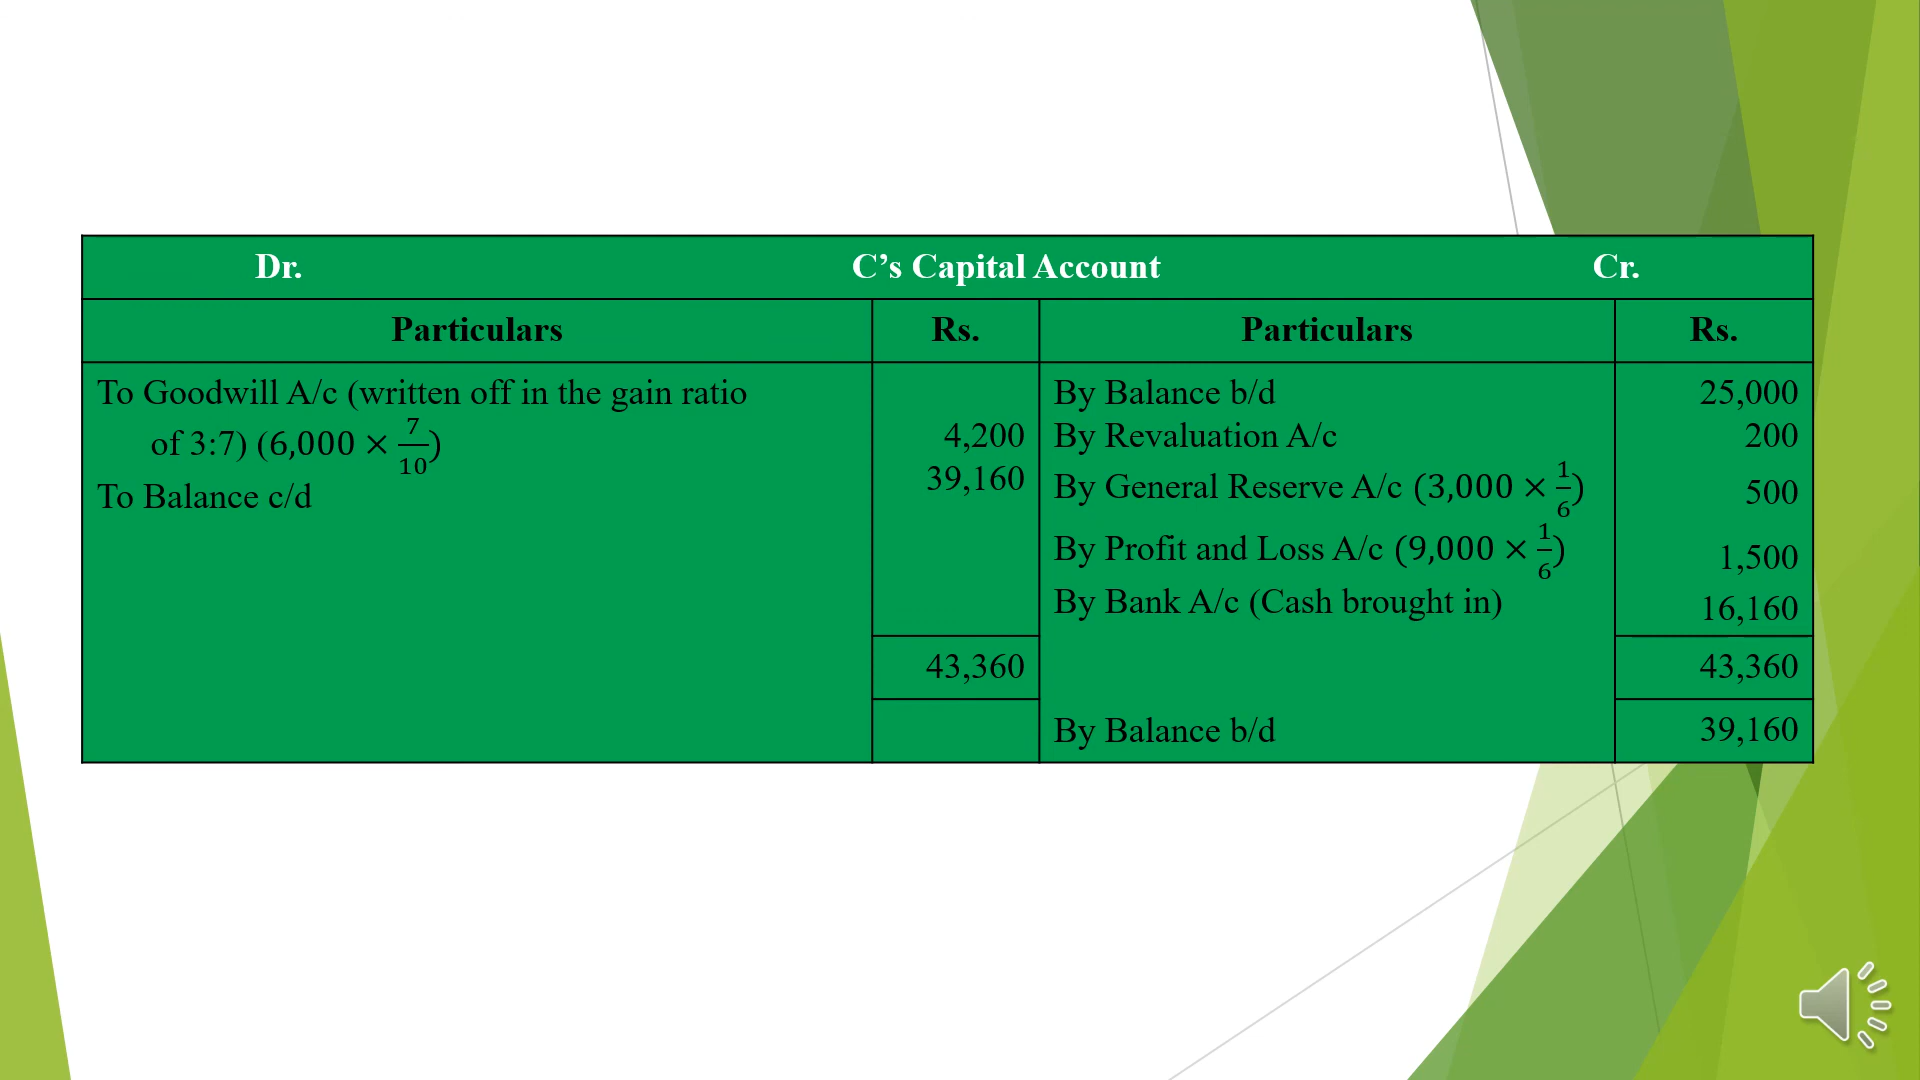 Dr. C’s Capital Account Cr.
Particulars Rs. Particulars Rs.
To Goodwill A/c (written off in the gain ratio
of 3:7) (6,000 × 7/10)
To Balance c/d
4,200
39,160
43,360
By Balance b/d 25,000
By Revaluation A/c 200
By General Reserve A/c (3,000 × 1/6) 500
By Profit and Loss A/c (9,000 × 1/6) 1,500
By Bank A/c (Cash brought in) 16,160
43,360
By Balance b/d 39,160